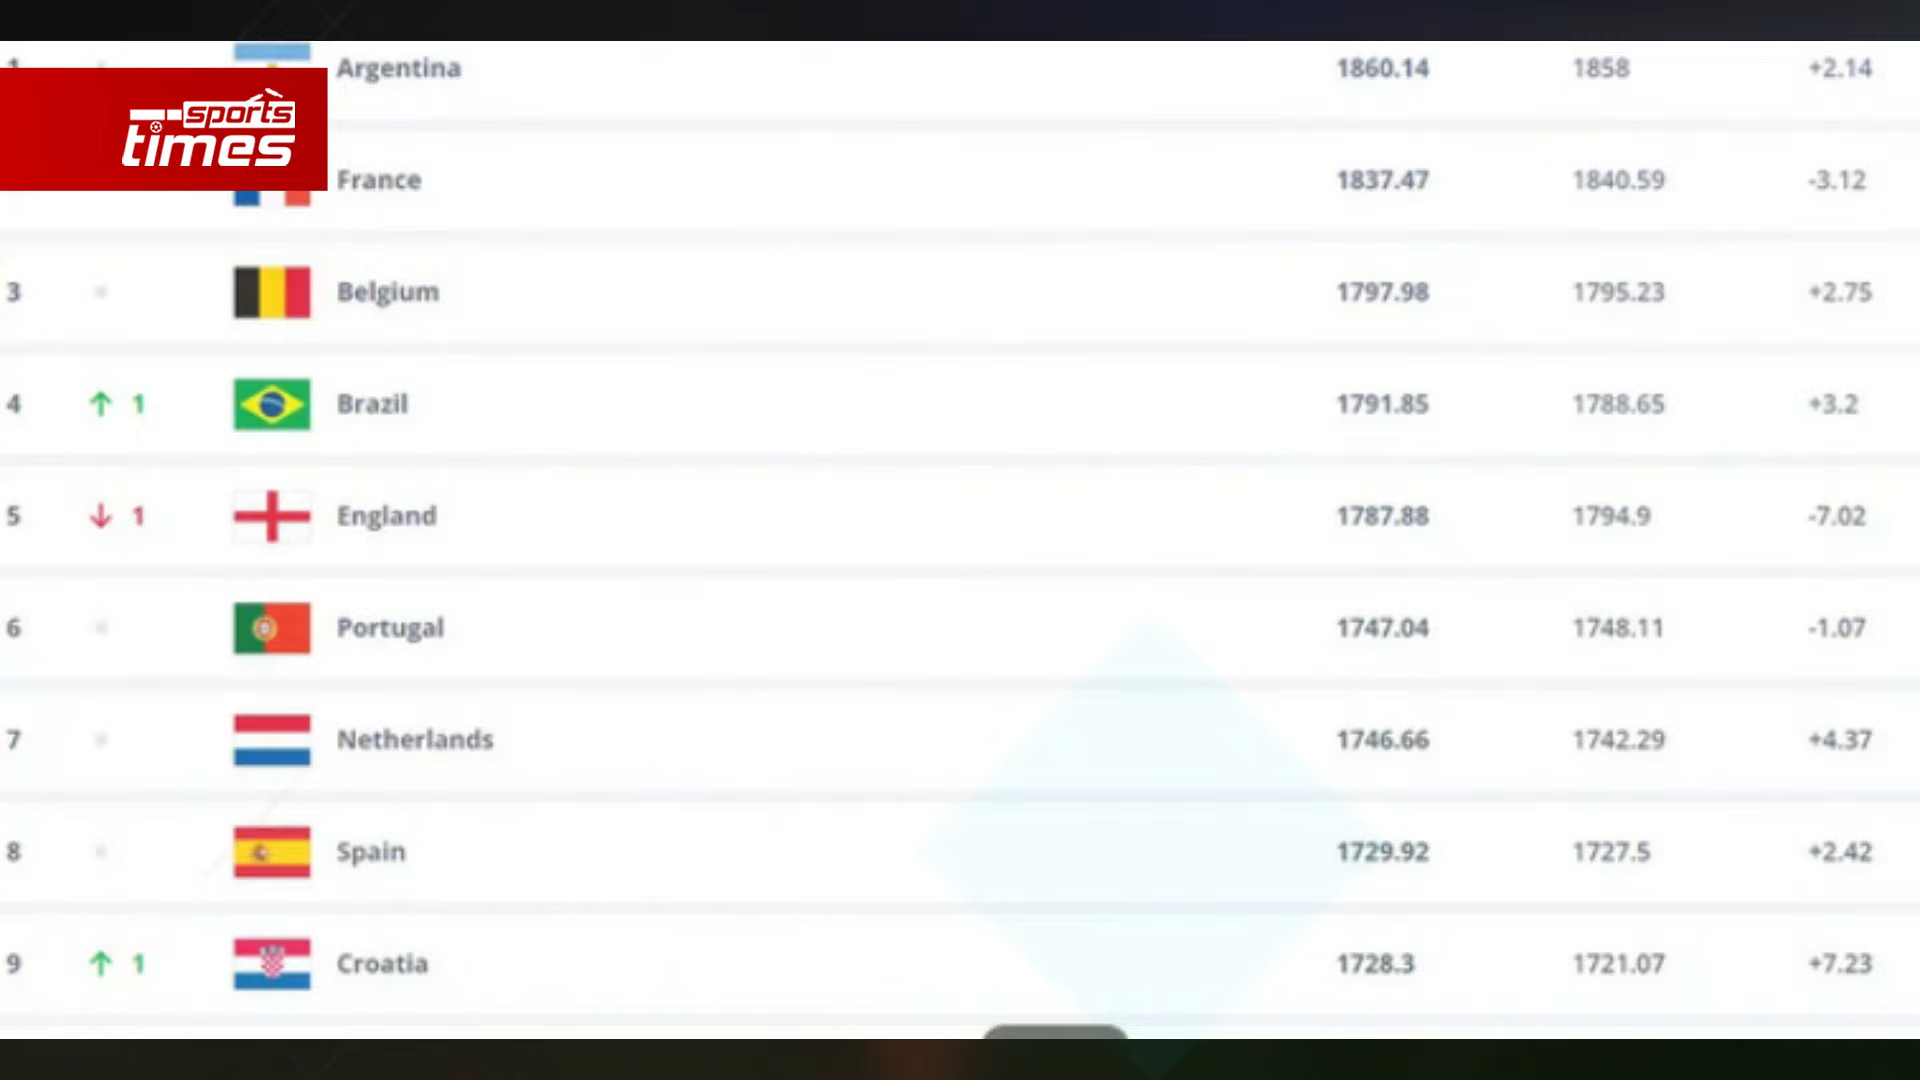 1 Argentina 1860.14 1858 +2.14
sports
times
France 1837.47 1840.59 -3.12
3 Belgium 1797.98 1795.23 +2.75
4 1 Brazil 1791.85 1788.65 +3.2
5 1 England 1787.88 1794.9 -7.02
6 Portugal 1747.04 1748.11 -1.07
7 Netherlands 1746.66 1742.29 +4.37
8 Spain 1729.92 1727.5 +2.42
9 1 Croatia 1728.3 1721.07 +7.23